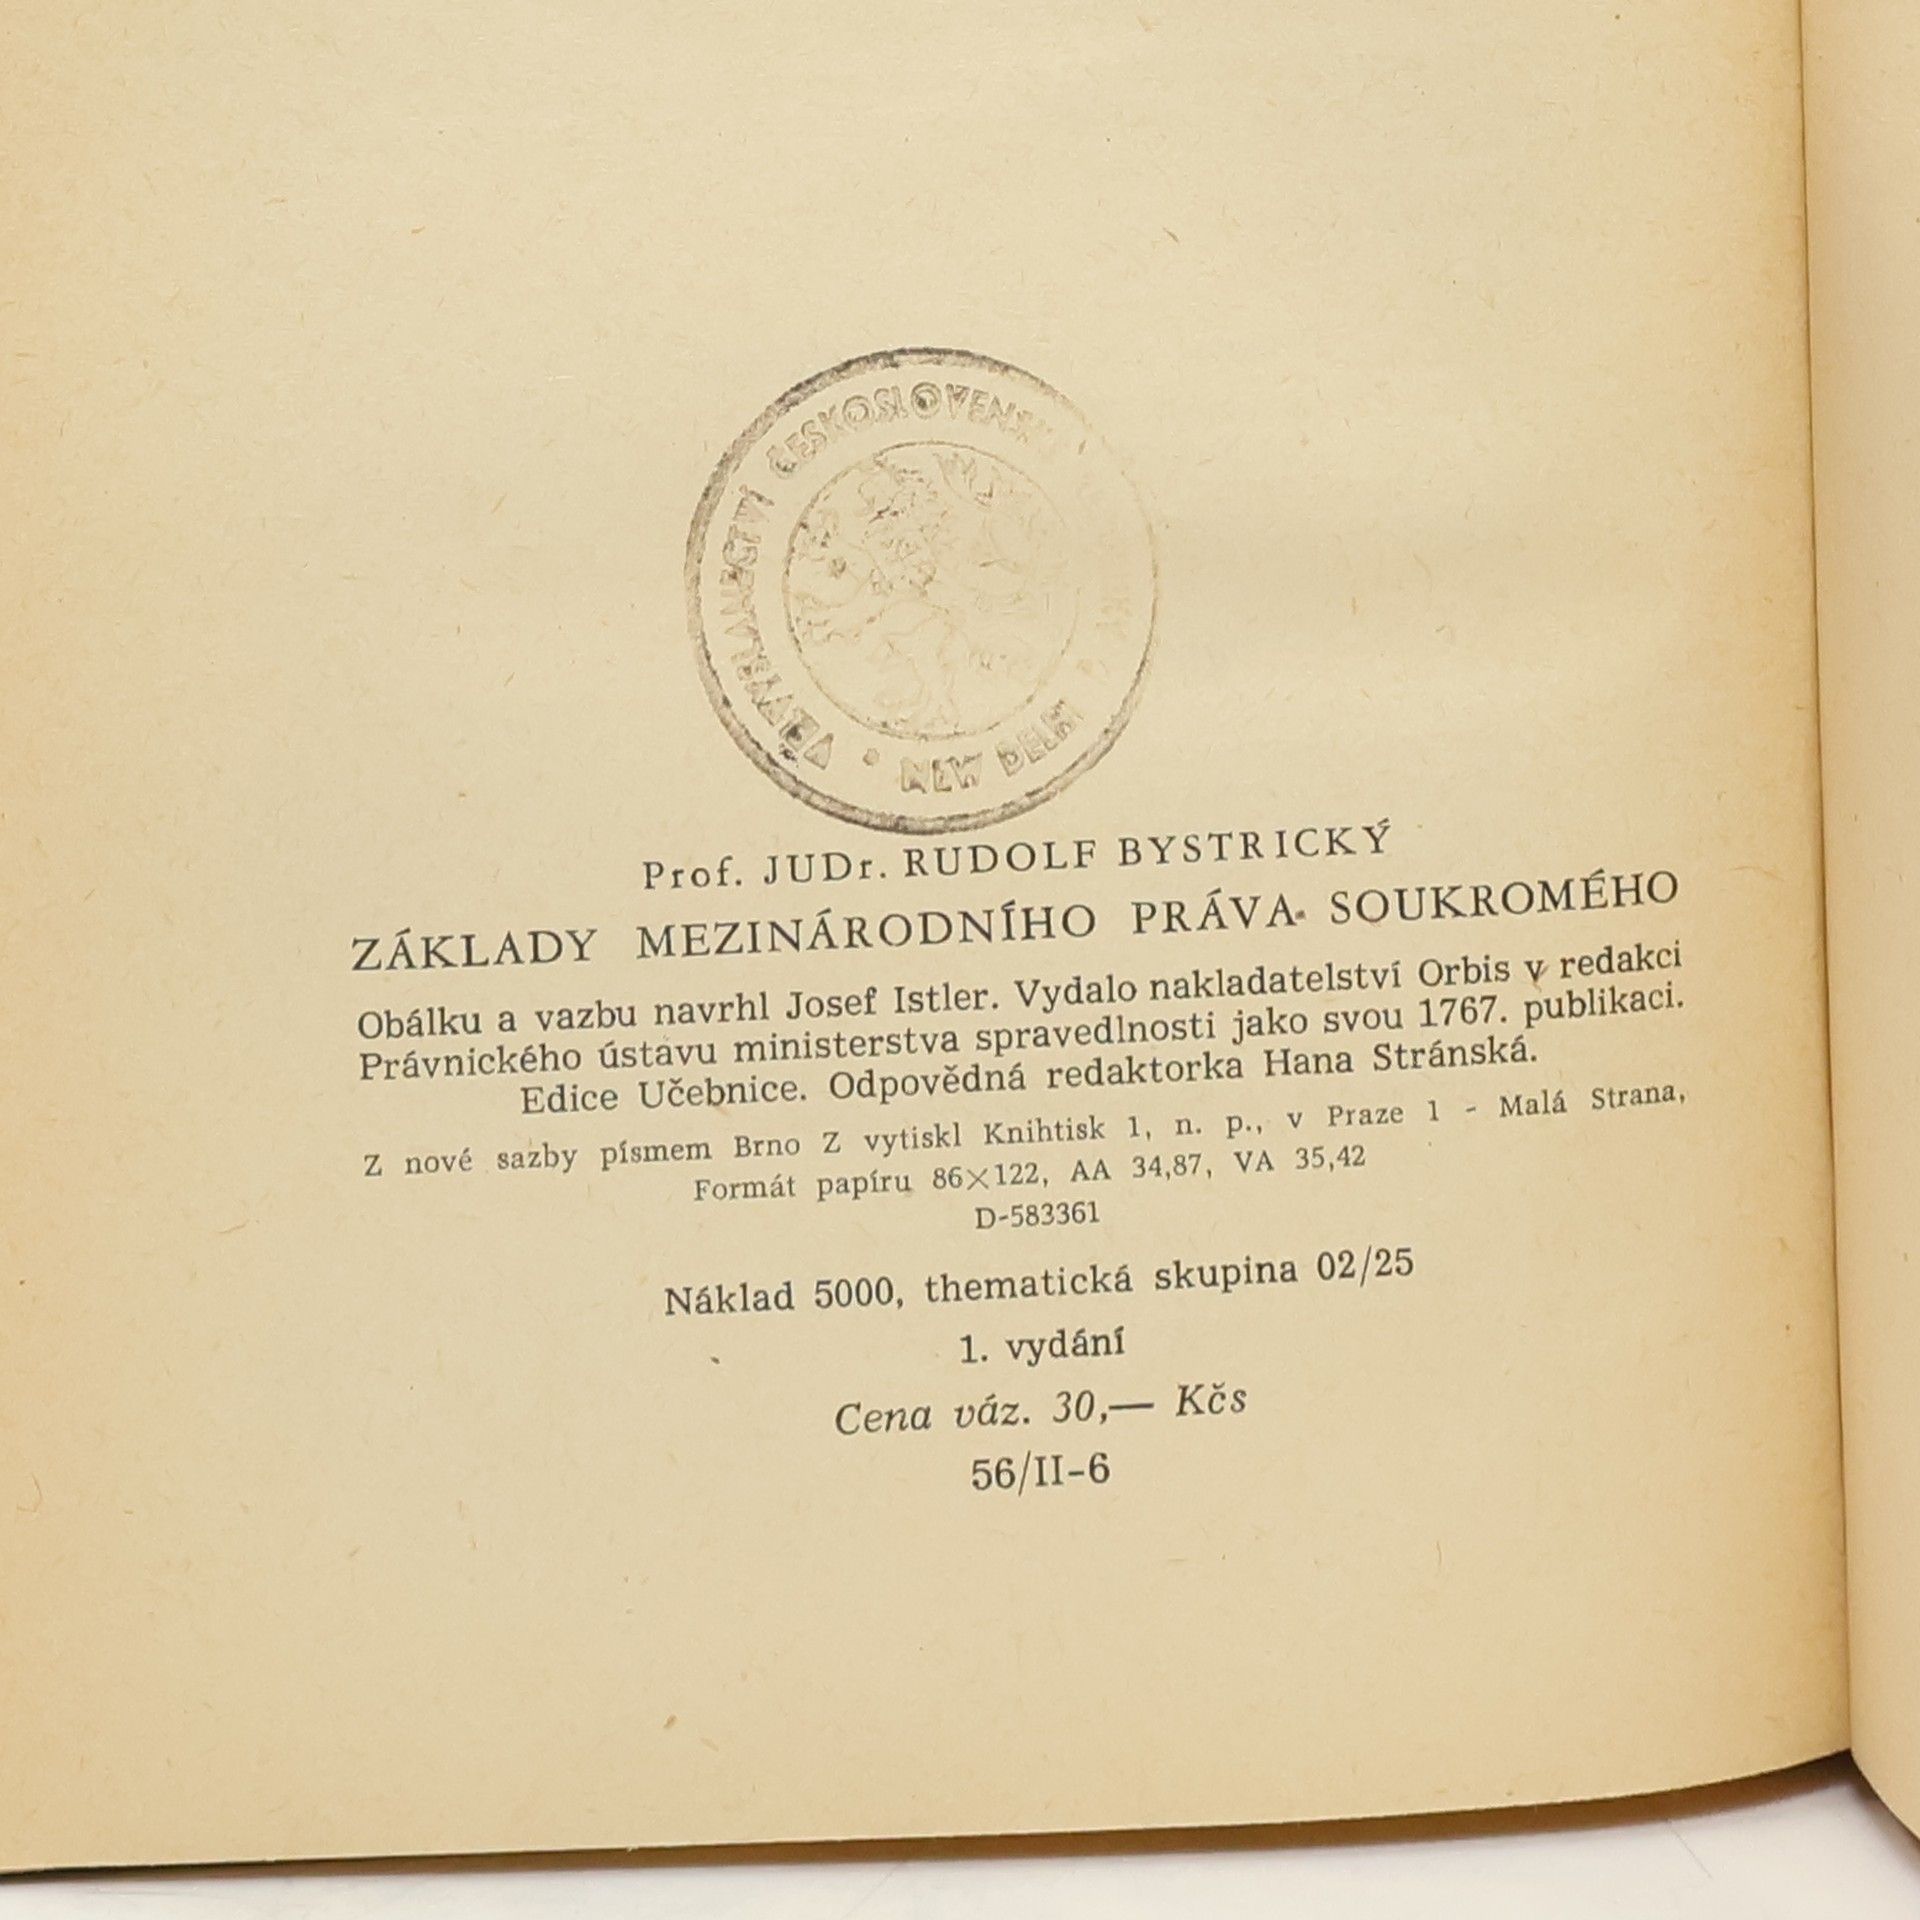 VELVYSLANECTVÍ ČESKOSLOVENSK
NEW DELHI
Prof. JUDr. RUDOLF BYSTRICKÝ
ZÁKLADY MEZINÁRODNÍHO PRÁVA SOUKROMÉHO
Obálku a vazbu navrhl Josef Istler. Vydalo nakladatelství Orbis v redakci
Právnického ústavu ministerstva spravedlnosti jako svou 1767. publikaci.
Edice Učebnice. Odpovědná redaktorka Hana Stránská.
Z nové sazby písmem Brno Z vytiskl Knihtisk 1, n. p., v Praze 1 - Malá Strana,
Formát papíru 86×122, AA 34,87, VA 35,42
D-583361
Náklad 5000, thematická skupina 02/25
1. vydání
Cena váz. 30,— Kčs
56/II-6